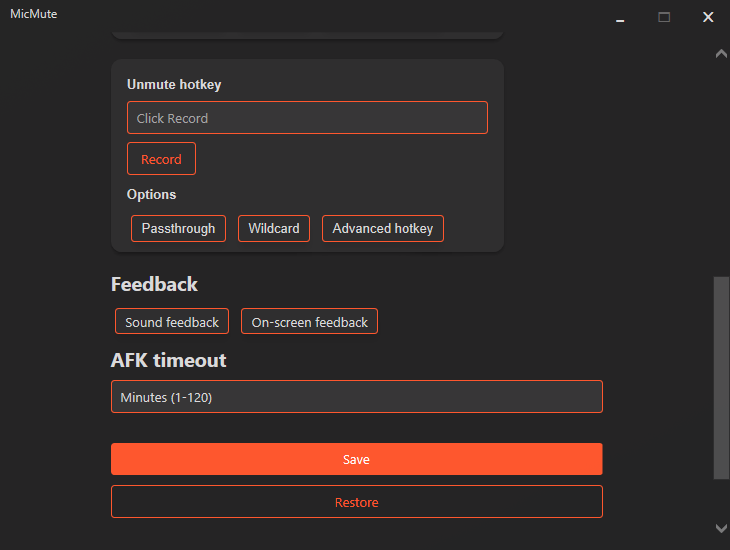 MicMute
Unmute hotkey
Click Record
Record
Options
Passthrough Wildcard Advanced hotkey
Feedback
Sound feedback On-screen feedback
AFK timeout
Minutes (1-120)
Save
Restore